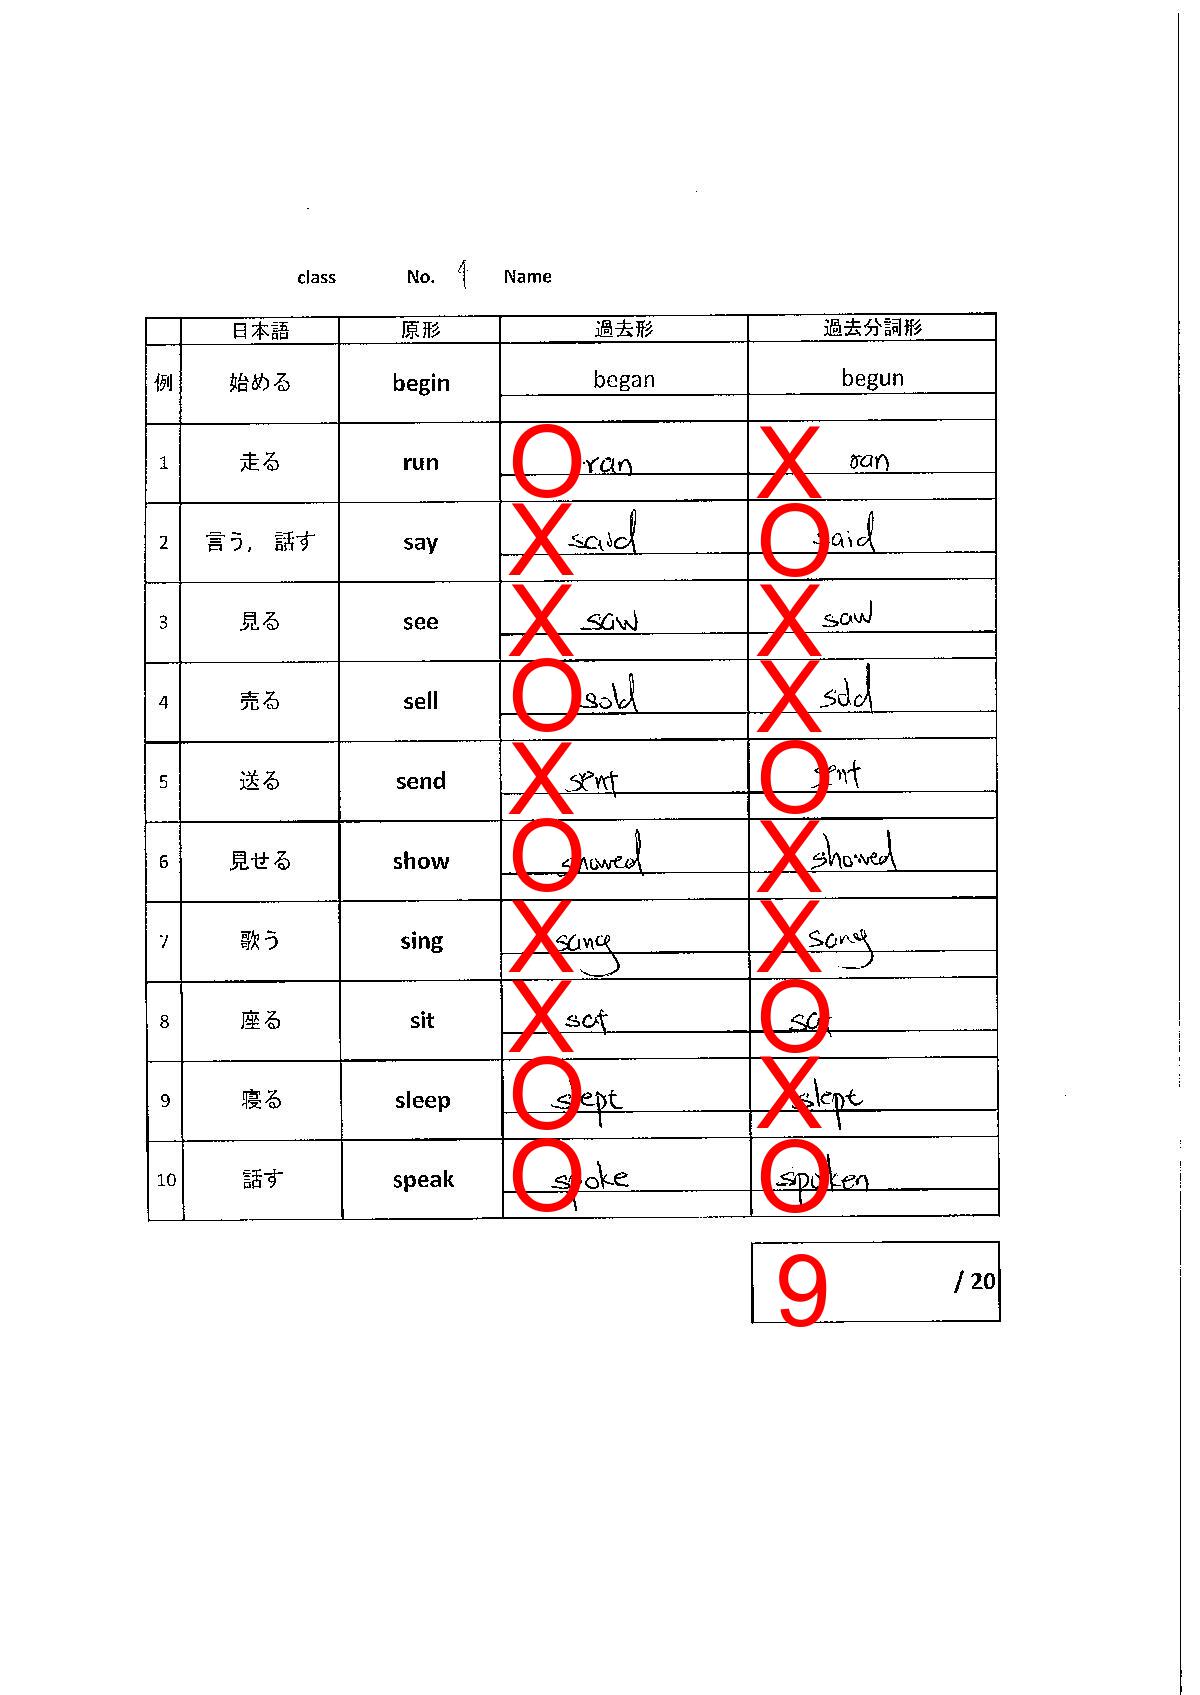 class No. 9 Name
日本語 原形 過去形 過去分詞形
例 始める begin began begun
1 走る run O ran X ran
2 言う, 話す say X said O said
3 見る see X saw X saw
4 売る sell O sold X sold
5 送る send X sent O sent
6 見せる show O showed X showed
7 歌う sing X sang X sang
8 座る sit X sat O sat
9 寝る sleep O slept X slept
10 話す speak O spoke O spoken
9 / 20